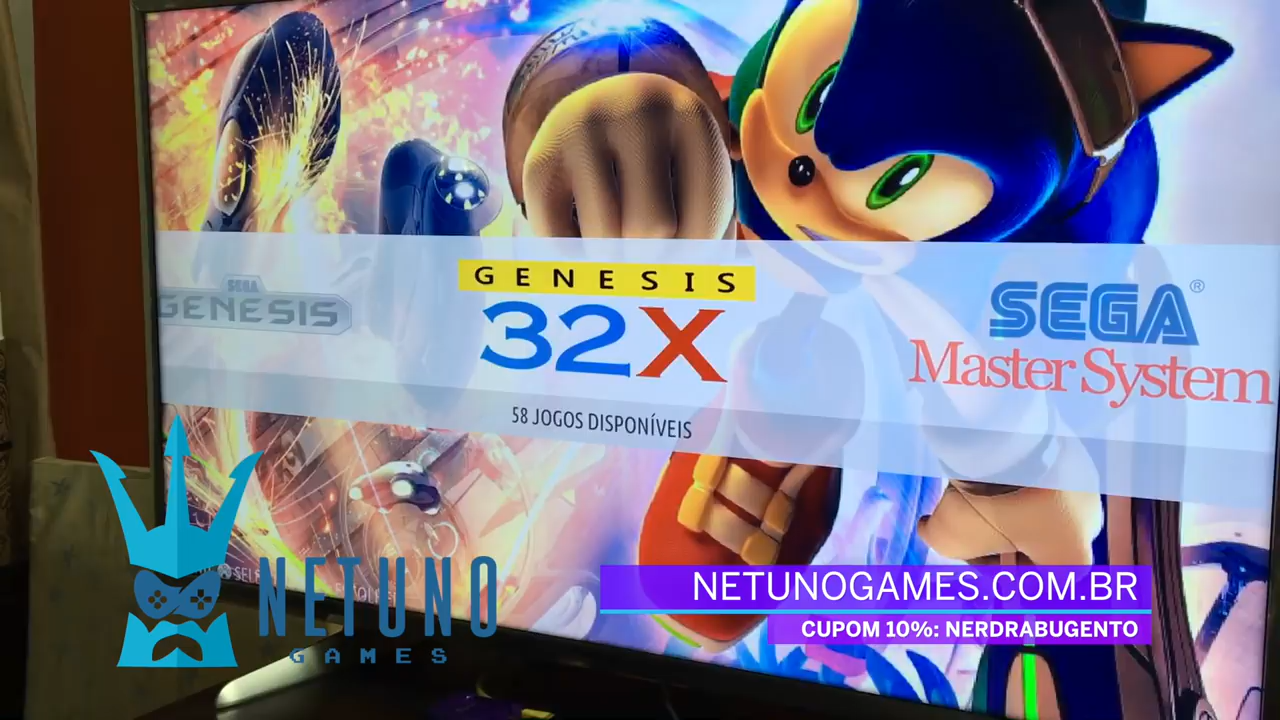 SEGA
GENESIS
GENESIS
32X
58 JOGOS DISPONÍVEIS
SEGA®
Master System
NETUNO
GAMES
NETUNOGAMES.COM.BR
CUPOM 10%: NERDRABUGENTO